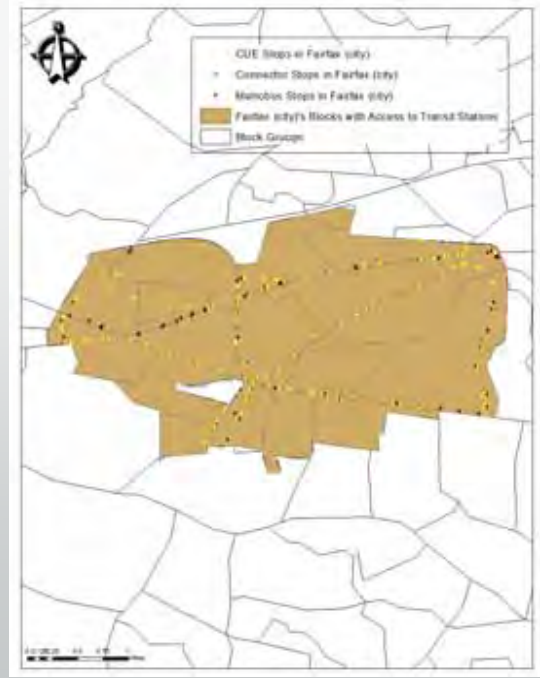 CUE Stops in Fairfax (city)
Connector Stops in Fairfax (city)
Metrobus Stops in Fairfax (city)
Fairfax (city)'s Blocks with Access to Transit Stations
Block Groups